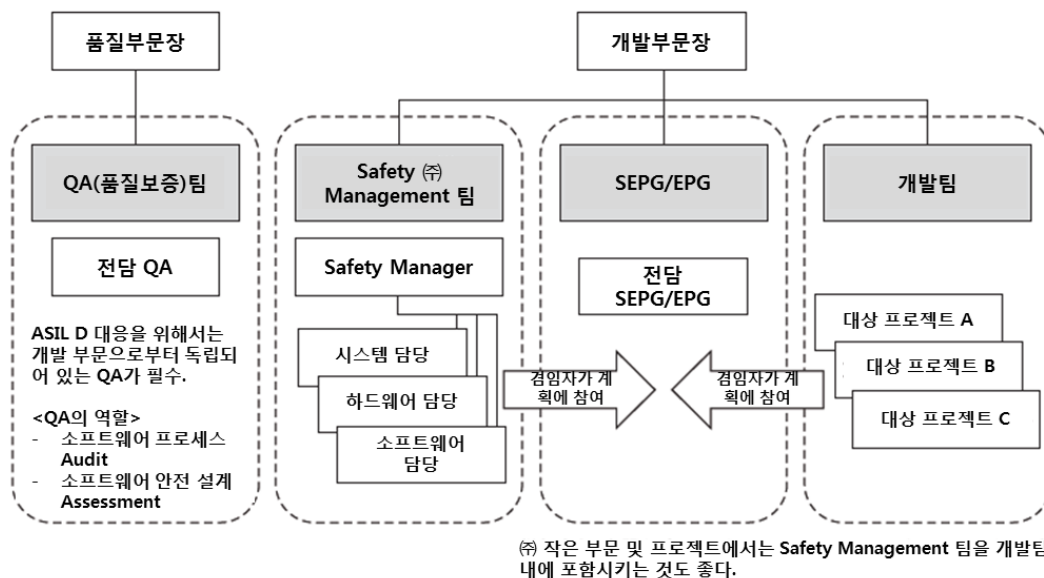 품질부문장
개발부문장
QA(품질보증)팀
Safety ㈜
Management 팀
SEPG/EPG
개발팀
전담 QA
Safety Manager
전담
SEPG/EPG
ASIL D 대응을 위해서는
개발 부문으로부터 독립되
어 있는 QA가 필수.
<QA의 역할>
- 소프트웨어 프로세스
Audit
- 소프트웨어 안전 설계
Assessment
시스템 담당
하드웨어 담당
소프트웨어
담당
겸임자가 계
획에 참여
겸임자가 계
획에 참여
대상 프로젝트 A
대상 프로젝트 B
대상 프로젝트 C
㈜ 작은 부문 및 프로젝트에서는 Safety Management 팀을 개발팀
내에 포함시키는 것도 좋다.